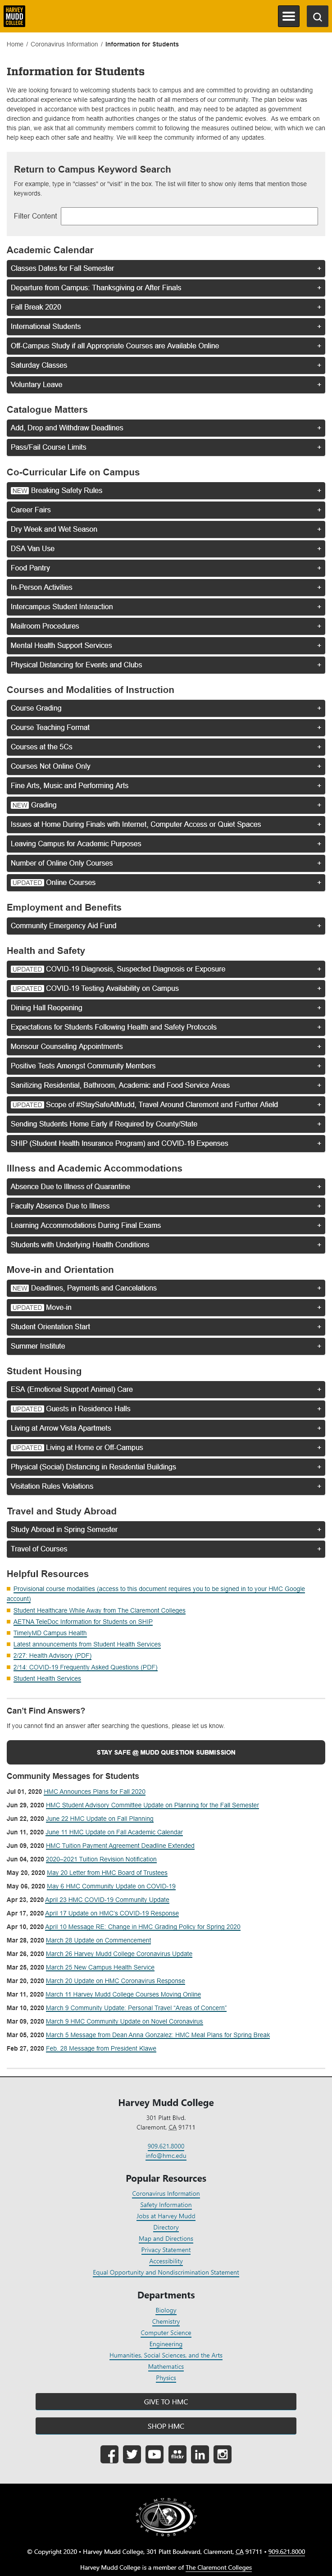 HARVEY
MUDD
COLLEGE
Home / Coronavirus Information / Information for Students
Information for Students
We are looking forward to welcoming students back to campus and are committed to providing an outstanding
educational experience while safeguarding the health of all members of our community. The plan below was
developed in accordance with best practices in public health, and may need to be adapted as government
direction and guidance from health authorities changes or the status of the pandemic evolves. As we embark on
our plan, we ask that all community members commit to following the measures outlined below, with which we can
help keep each other safe and healthy. We will keep the community informed of any updates.
Return to Campus Keyword Search
For example, type in "classes" or "visit" in the box. The list will filter to show only items that mention those
keywords.
Filter Content
Academic Calendar
Classes Dates for Fall Semester +
Departure from Campus: Thanksgiving or After Finals +
Fall Break 2020 +
International Students +
Off-Campus Study if all Appropriate Courses are Available Online +
Saturday Classes +
Voluntary Leave +
Catalogue Matters
Add, Drop and Withdraw Deadlines +
Pass/Fail Course Limits +
Co-Curricular Life on Campus
NEW Breaking Safety Rules +
Career Fairs +
Dry Week and Wet Season +
DSA Van Use +
Food Pantry +
In-Person Activities +
Intercampus Student Interaction +
Mailroom Procedures +
Mental Health Support Services +
Physical Distancing for Events and Clubs +
Courses and Modalities of Instruction
Course Grading +
Course Teaching Format +
Courses at the 5Cs +
Courses Not Online Only +
Fine Arts, Music and Performing Arts +
NEW Grading +
Issues at Home During Finals with Internet, Computer Access or Quiet Spaces +
Leaving Campus for Academic Purposes +
Number of Online Only Courses +
UPDATED Online Courses +
Employment and Benefits
Community Emergency Aid Fund +
Health and Safety
UPDATED COVID-19 Diagnosis, Suspected Diagnosis or Exposure +
UPDATED COVID-19 Testing Availability on Campus +
Dining Hall Reopening +
Expectations for Students Following Health and Safety Protocols +
Monsour Counseling Appointments +
Positive Tests Amongst Community Members +
Sanitizing Residential, Bathroom, Academic and Food Service Areas +
UPDATED Scope of #StaySafeAtMudd, Travel Around Claremont and Further Afield +
Sending Students Home Early if Required by County/State +
SHIP (Student Health Insurance Program) and COVID-19 Expenses +
Illness and Academic Accommodations
Absence Due to Illness of Quarantine +
Faculty Absence Due to Illness +
Learning Accommodations During Final Exams +
Students with Underlying Health Conditions +
Move-in and Orientation
NEW Deadlines, Payments and Cancelations +
UPDATED Move-in +
Student Orientation Start +
Summer Institute +
Student Housing
ESA (Emotional Support Animal) Care +
UPDATED Guests in Residence Halls +
Living at Arrow Vista Apartmets +
UPDATED Living at Home or Off-Campus +
Physical (Social) Distancing in Residential Buildings +
Visitation Rules Violations +
Travel and Study Abroad
Study Abroad in Spring Semester +
Travel of Courses +
Helpful Resources
Provisional course modalities (access to this document requires you to be signed in to your HMC Google
account)
Student Healthcare While Away from The Claremont Colleges
AETNA TeleDoc Information for Students on SHIP
TimelyMD Campus Health
Latest announcements from Student Health Services
2/27: Health Advisory (PDF)
2/14: COVID-19 Frequently Asked Questions (PDF)
Student Health Services
Can't Find Answers?
If you cannot find an answer after searching our questions, please let us know.
STAY SAFE @ MUDD QUESTION SUBMISSION
Community Messages for Students
Jul 01, 2020 HMC Announces Plans for Fall 2020
Jun 29, 2020 HMC Student Advisory Committee Update on Planning for the Fall Semester
Jun 22, 2020 June 22 HMC Update on Fall Planning
Jun 11, 2020 June 11 HMC Update on Fall Academic Calendar
Jun 09, 2020 HMC Tuition Payment Agreement Deadline Extended
Jun 04, 2020 2020–2021 Tuition Revision Notification
May 20, 2020 May 20 Letter from HMC Board of Trustees
May 06, 2020 May 6 HMC Community Update on COVID-19
Apr 23, 2020 April 23 HMC COVID-19 Community Update
Apr 17, 2020 April 17 Update on HMC's COVID-19 Response
Apr 10, 2020 April 10 Message RE: Change in HMC Grading Policy for Spring 2020
Mar 28, 2020 March 28 Update on Commencement
Mar 26, 2020 March 26 Harvey Mudd College Coronavirus Update
Mar 25, 2020 March 25 New Campus Health Service
Mar 20, 2020 March 20 Update on HMC Coronavirus Response
Mar 11, 2020 March 11 Harvey Mudd College Courses Moving Online
Mar 10, 2020 March 9 Community Update: Personal Travel "Areas of Concern"
Mar 09, 2020 March 9 HMC Community Update on Novel Coronavirus
Mar 05, 2020 March 5 Message from Dean Anna Gonzalez: HMC Meal Plans for Spring Break
Feb 27, 2020 Feb. 28 Message from President Klawe
Harvey Mudd College
301 Platt Blvd.
Claremont, CA 91711
909.621.8000
info@hmc.edu
Popular Resources
Coronavirus Information
Safety Information
Jobs at Harvey Mudd
Directory
Map and Directions
Privacy Statement
Accessibility
Equal Opportunity and Nondiscrimination Statement
Departments
Biology
Chemistry
Computer Science
Engineering
Humanities, Social Sciences, and the Arts
Mathematics
Physics
GIVE TO HMC
SHOP HMC
flickr
© Copyright 2020 • Harvey Mudd College, 301 Platt Boulevard, Claremont, CA 91711 • 909.621.8000
Harvey Mudd College is a member of The Claremont Colleges